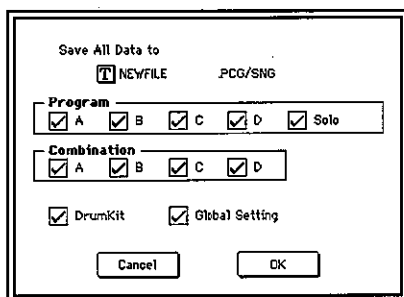 Save All Data to
T NEWFILE .PCG/SNG
Program
A B C D Solo
Combination
A B C D
DrumKit Global Setting
Cancel OK